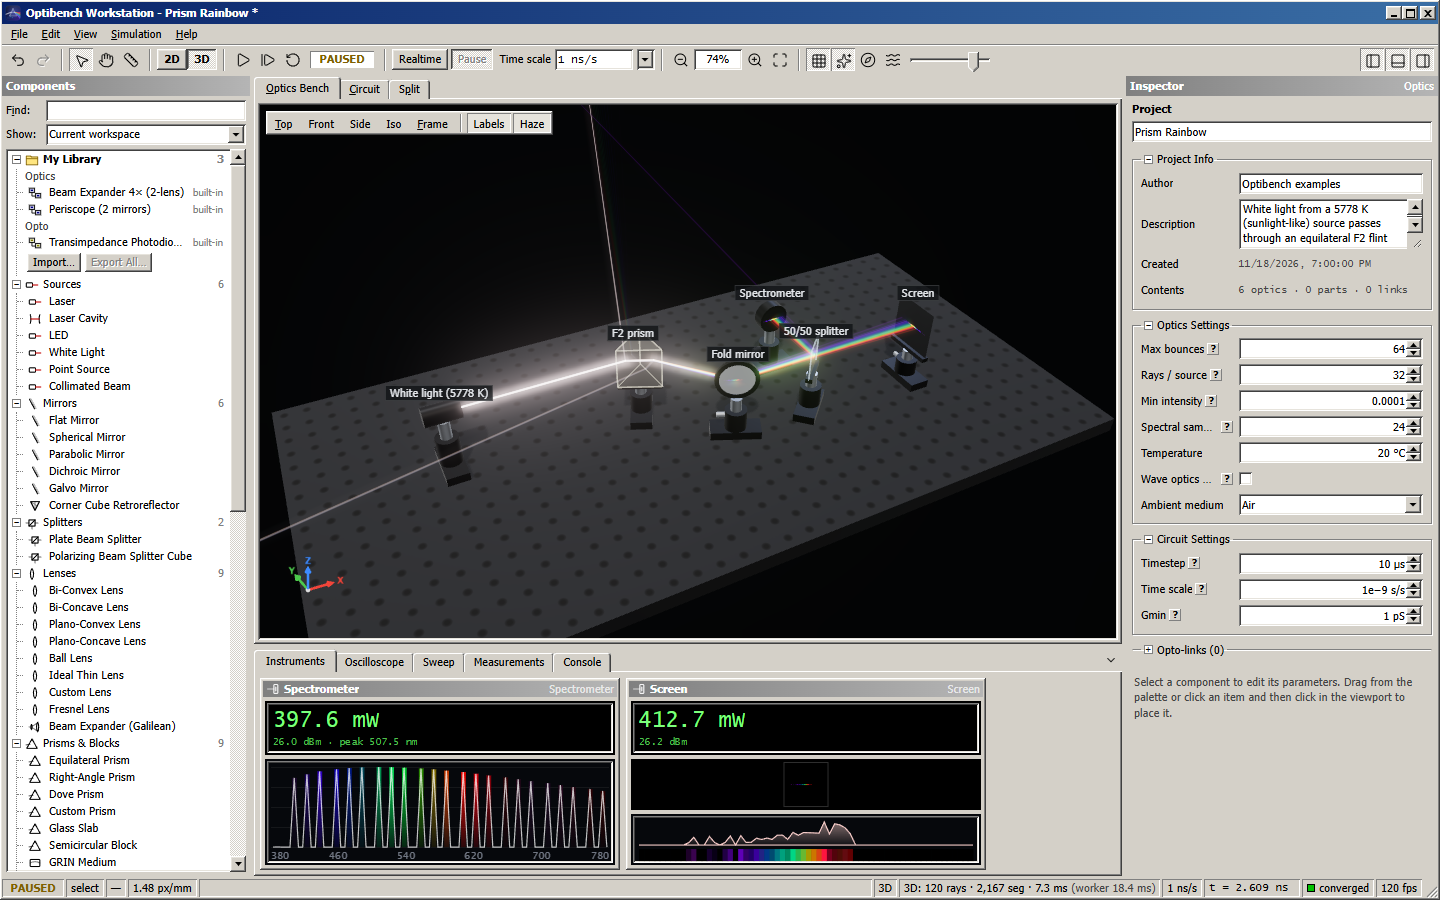 Optibench Workstation - Prism Rainbow *
File Edit View Simulation Help
2D 3D PAUSED Realtime Pause Time scale 1 ns/s 74%
Components
Find:
Show: Current workspace
My Library 3
Optics
Beam Expander 4× (2-lens) built-in
Periscope (2 mirrors) built-in
Opto
Transimpedance Photodio... built-in
Import... Export All...
Sources 6
Laser
Laser Cavity
LED
White Light
Point Source
Collimated Beam
Mirrors 6
Flat Mirror
Spherical Mirror
Parabolic Mirror
Dichroic Mirror
Galvo Mirror
Corner Cube Retroreflector
Splitters 2
Plate Beam Splitter
Polarizing Beam Splitter Cube
Lenses 9
Bi-Convex Lens
Bi-Concave Lens
Plano-Convex Lens
Plano-Concave Lens
Ball Lens
Ideal Thin Lens
Custom Lens
Fresnel Lens
Beam Expander (Galilean)
Prisms & Blocks 9
Equilateral Prism
Right-Angle Prism
Dove Prism
Custom Prism
Glass Slab
Semicircular Block
GRIN Medium
Optics Bench Circuit Split
Top Front Side Iso Frame Labels Haze
Spectrometer
Screen
F2 prism
50/50 splitter
Fold mirror
White light (5778 K)
Z
Y
X
Instruments Oscilloscope Sweep Measurements Console
Spectrometer Spectrometer
397.6 mW
26.0 dBm · peak 507.5 nm
380 460 540 620 700 780
Screen Screen
412.7 mW
26.2 dBm
Inspector Optics
Project
Prism Rainbow
Project Info
Author Optibench examples
Description White light from a 5778 K
(sunlight-like) source passes
through an equilateral F2 flint
Created 11/18/2026, 7:00:00 PM
Contents 6 optics · 0 parts · 0 links
Optics Settings
Max bounces ? 64
Rays / source ? 32
Min intensity ? 0.0001
Spectral sam... ? 24
Temperature 20 °C
Wave optics ... ?
Ambient medium Air
Circuit Settings
Timestep ? 10 µs
Time scale ? 1e−9 s/s
Gmin ? 1 pS
Opto-links (0)
Select a component to edit its parameters. Drag from the
palette or click an item and then click in the viewport to
place it.
PAUSED select — 1.48 px/mm 3D 3D: 120 rays · 2,167 seg · 7.3 ms (worker 18.4 ms) 1 ns/s t = 2.609 ns converged 120 fps